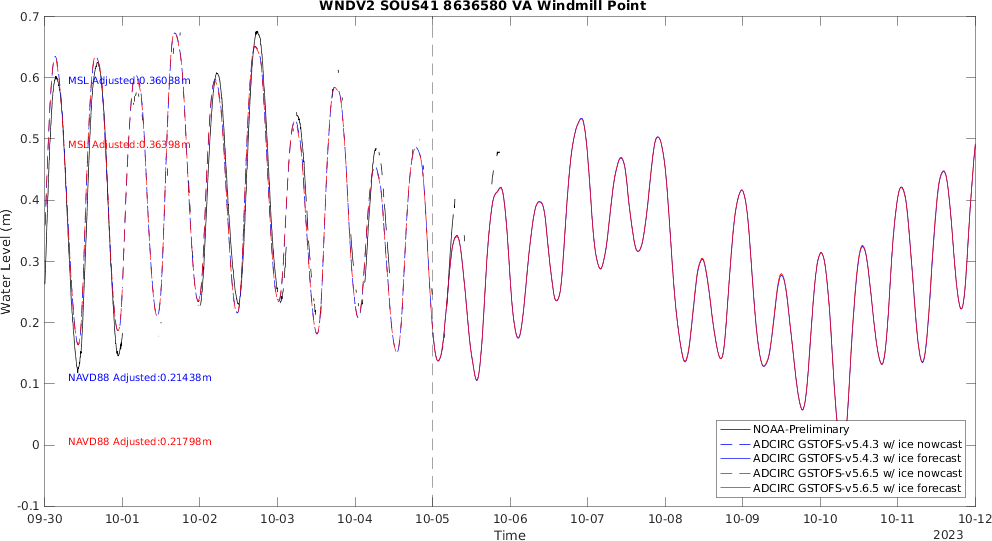 WNDV2 SOUS41 8636580 VA Windmill Point
0.7
0.6
0.5
0.4
0.3
0.2
0.1
0
-0.1
Water Level (m)
MSL Adjusted:0.36038m
MSL Adjusted:0.36398m
NAVD88 Adjusted:0.21438m
NAVD88 Adjusted:0.21798m
NOAA-Preliminary
ADCIRC GSTOFS-v5.4.3 w/ ice nowcast
ADCIRC GSTOFS-v5.4.3 w/ ice forecast
ADCIRC GSTOFS-v5.6.5 w/ ice nowcast
ADCIRC GSTOFS-v5.6.5 w/ ice forecast
09-30 10-01 10-02 10-03 10-04 10-05 10-06 10-07 10-08 10-09 10-10 10-11 10-12
Time
2023